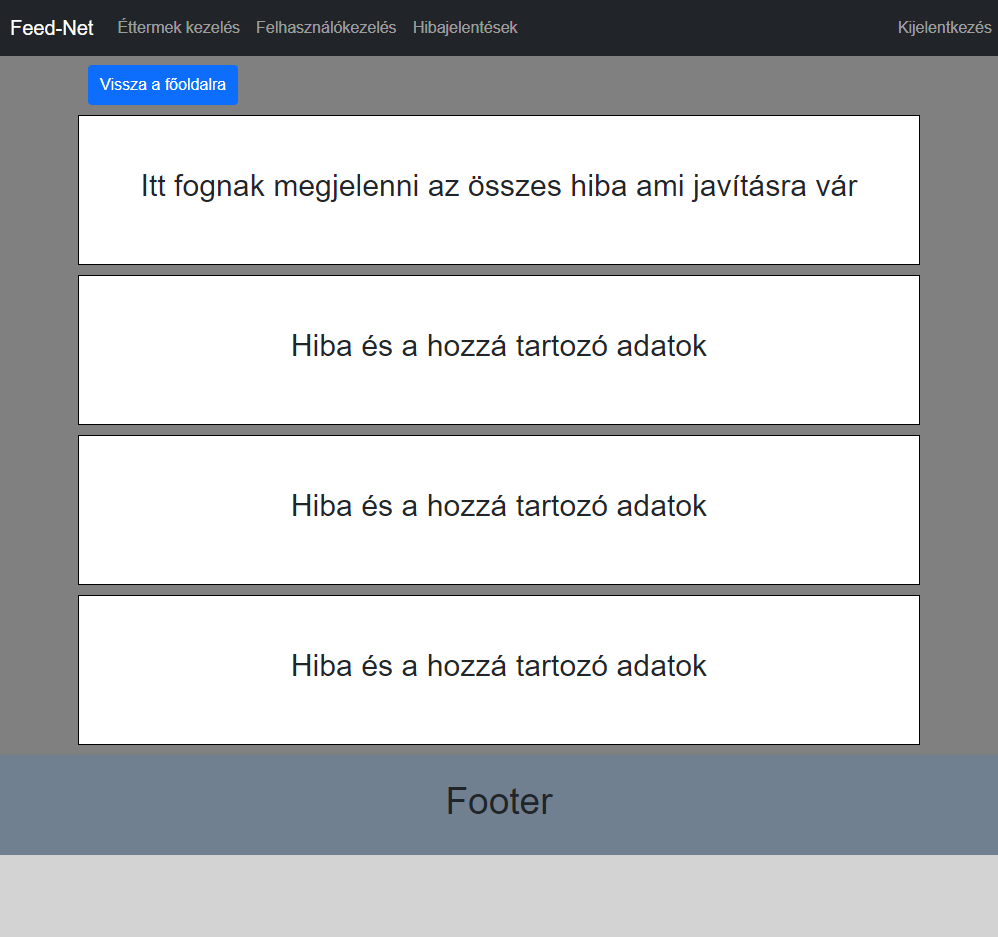 Feed-Net Éttermek kezelés Felhasználókezelés Hibajelentések Kijelentkezés
Vissza a főoldalra
Itt fognak megjelenni az összes hiba ami javításra vár
Hiba és a hozzá tartozó adatok
Hiba és a hozzá tartozó adatok
Hiba és a hozzá tartozó adatok
Footer